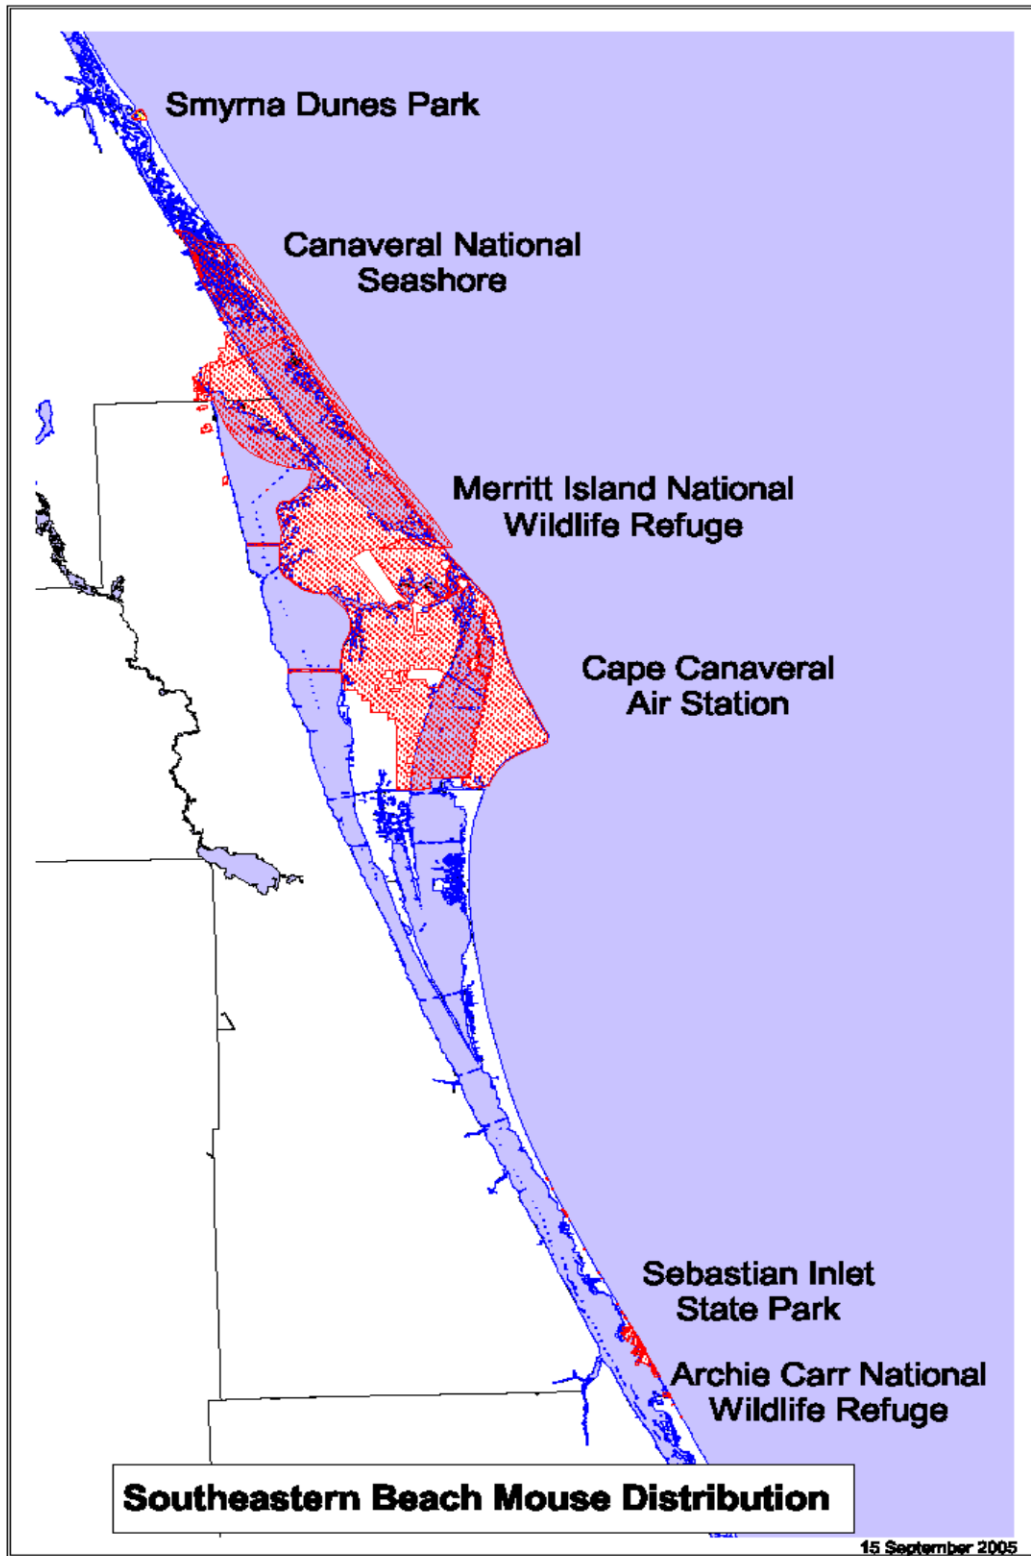 Smyrna Dunes Park
Canaveral National
Seashore
Merritt Island National
Wildlife Refuge
Cape Canaveral
Air Station
Sebastian Inlet
State Park
Archie Carr National
Wildlife Refuge
Southeastern Beach Mouse Distribution
15 September 2005